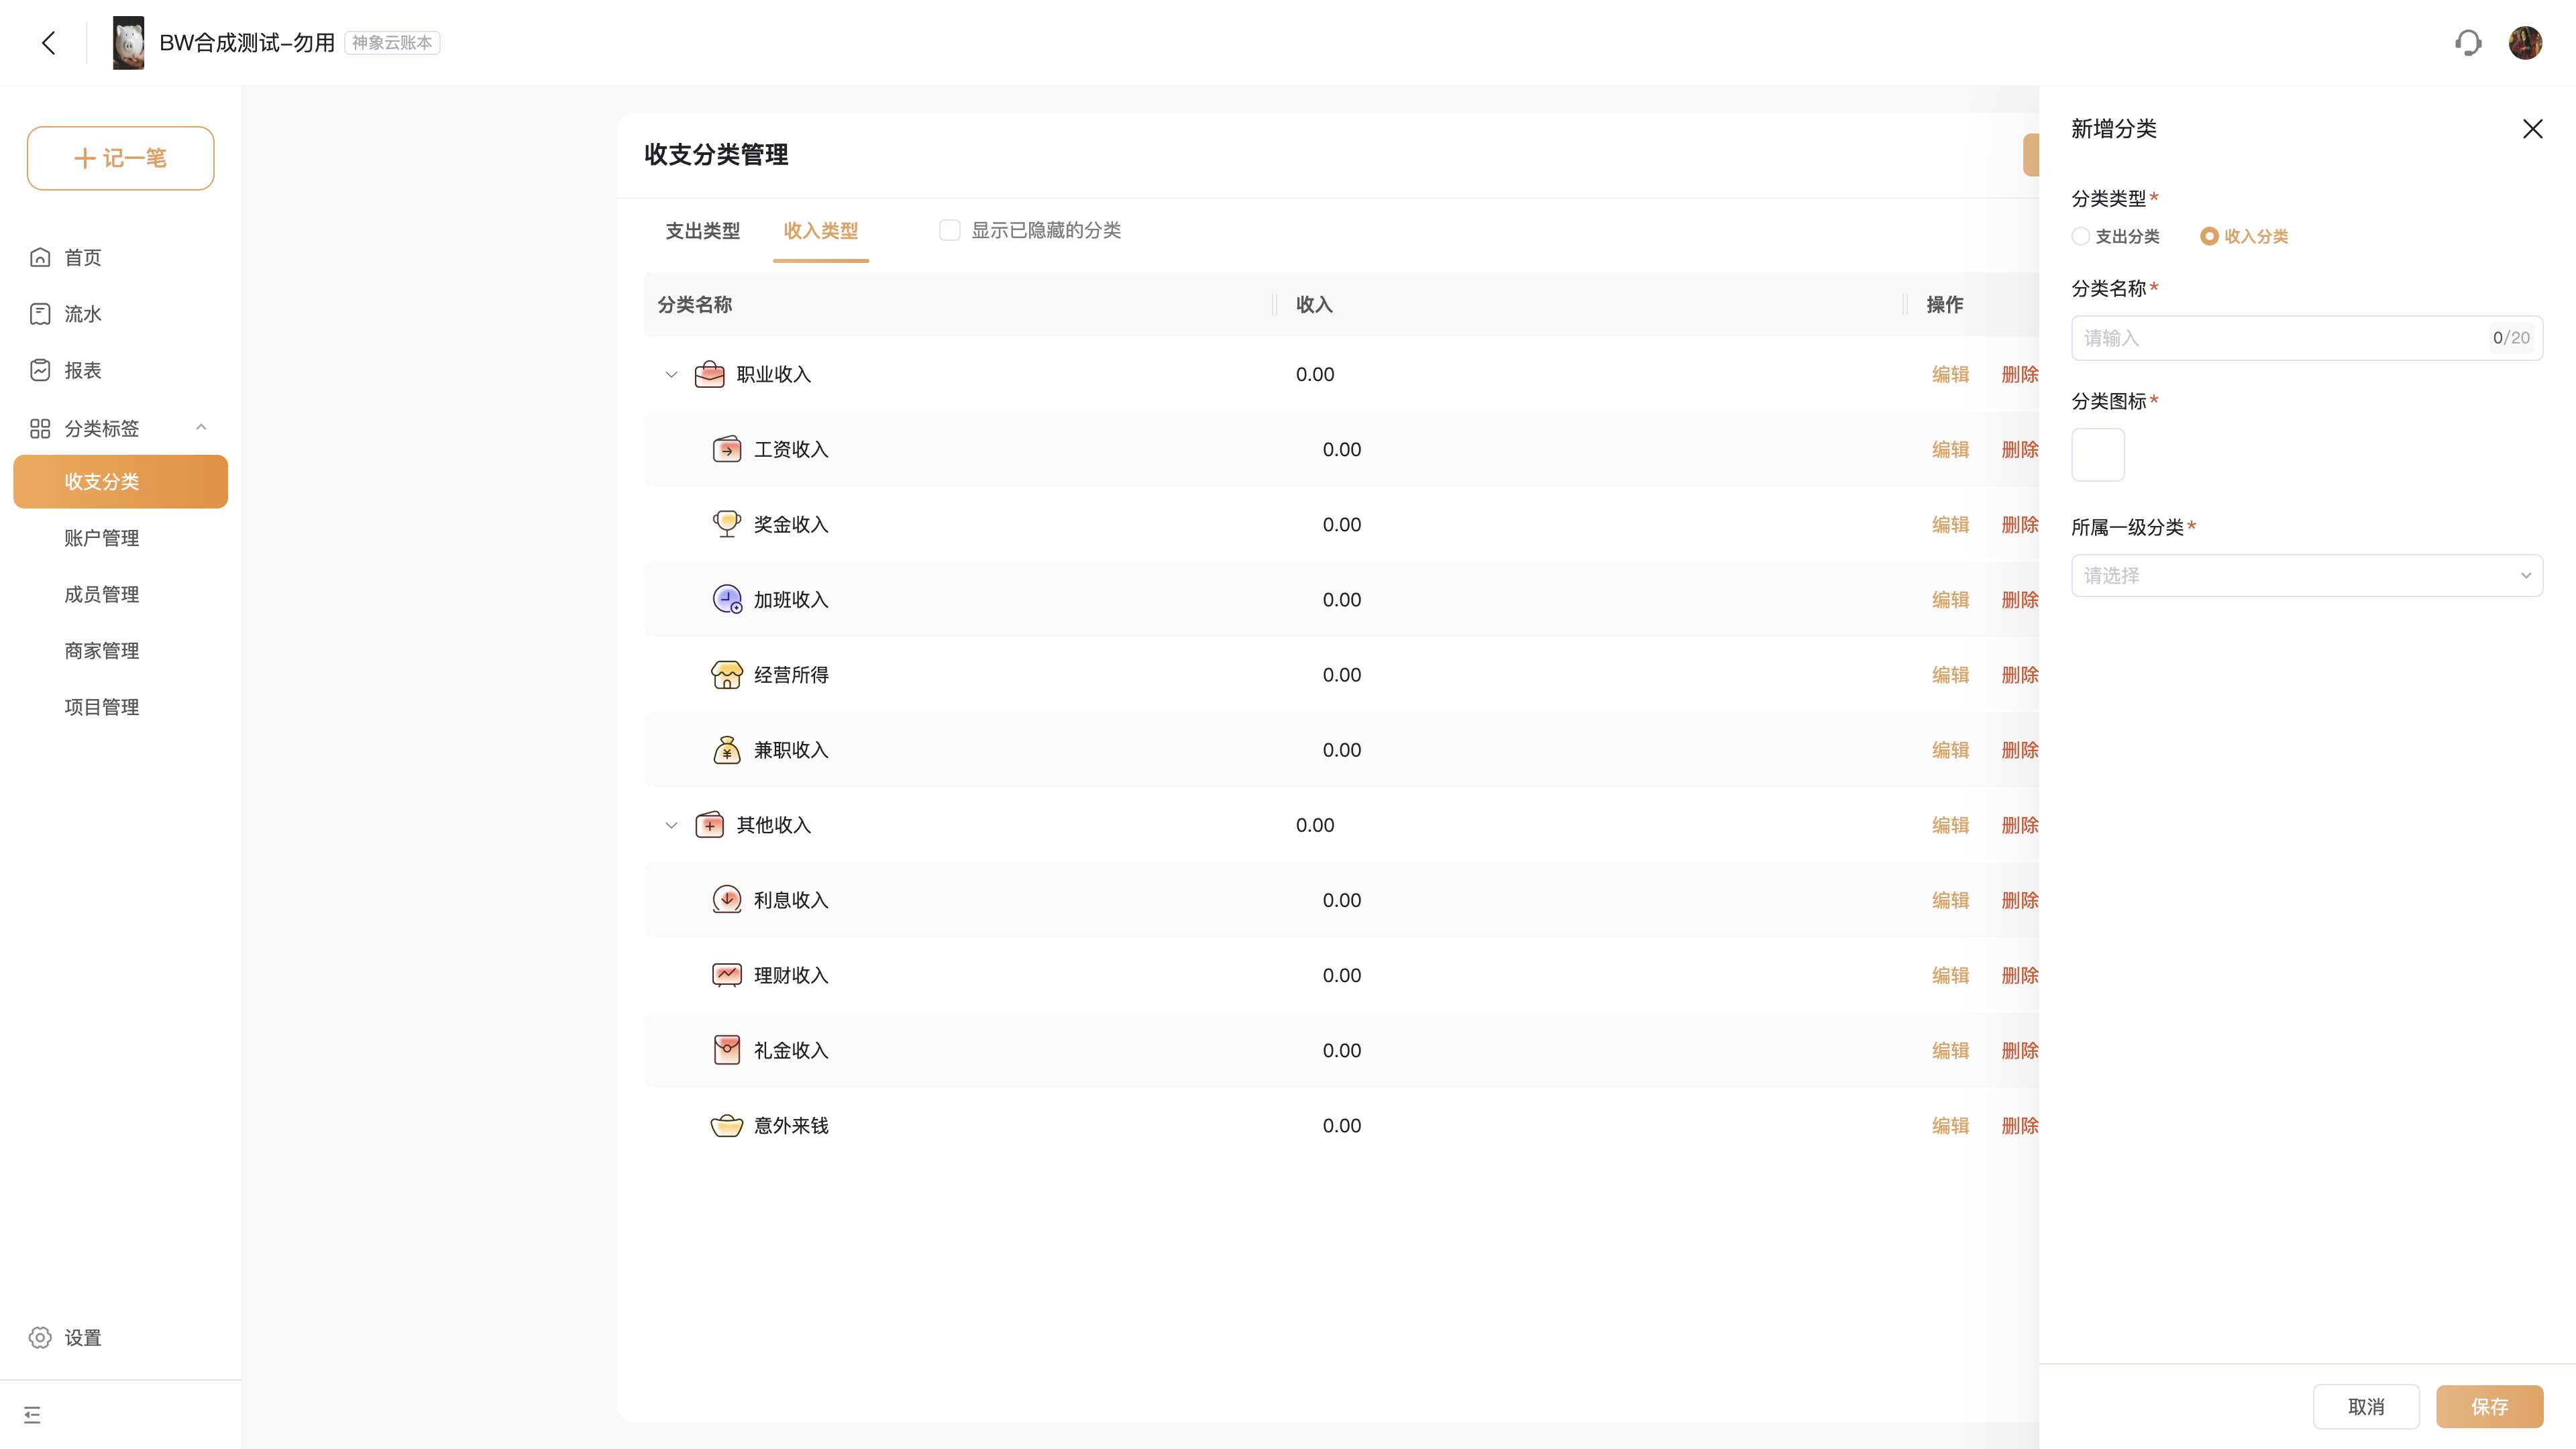 BW合成测试-勿用 神象云账本
记一笔
首页
流水
报表
分类标签
收支分类
账户管理
成员管理
商家管理
项目管理
设置
收支分类管理
支出类型 收入类型 显示已隐藏的分类
分类名称 收入 操作
职业收入 0.00 编辑 删除
工资收入 0.00 编辑 删除
奖金收入 0.00 编辑 删除
加班收入 0.00 编辑 删除
经营所得 0.00 编辑 删除
兼职收入 0.00 编辑 删除
其他收入 0.00 编辑 删除
利息收入 0.00 编辑 删除
理财收入 0.00 编辑 删除
礼金收入 0.00 编辑 删除
意外来钱 0.00 编辑 删除
新增分类
分类类型*
支出分类 收入分类
分类名称*
请输入 0/20
分类图标*
所属一级分类*
请选择
取消 保存